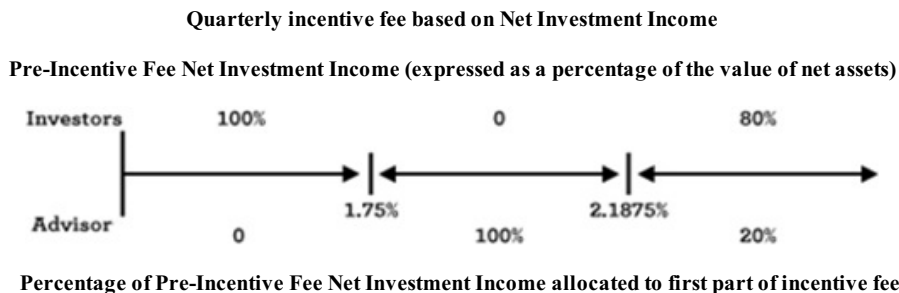 Quarterly incentive fee based on Net Investment Income
Pre-Incentive Fee Net Investment Income (expressed as a percentage of the value of net assets)
Investors 100% 0 80%
1.75% 2.1875%
Advisor 0 100% 20%
Percentage of Pre-Incentive Fee Net Investment Income allocated to first part of incentive fee